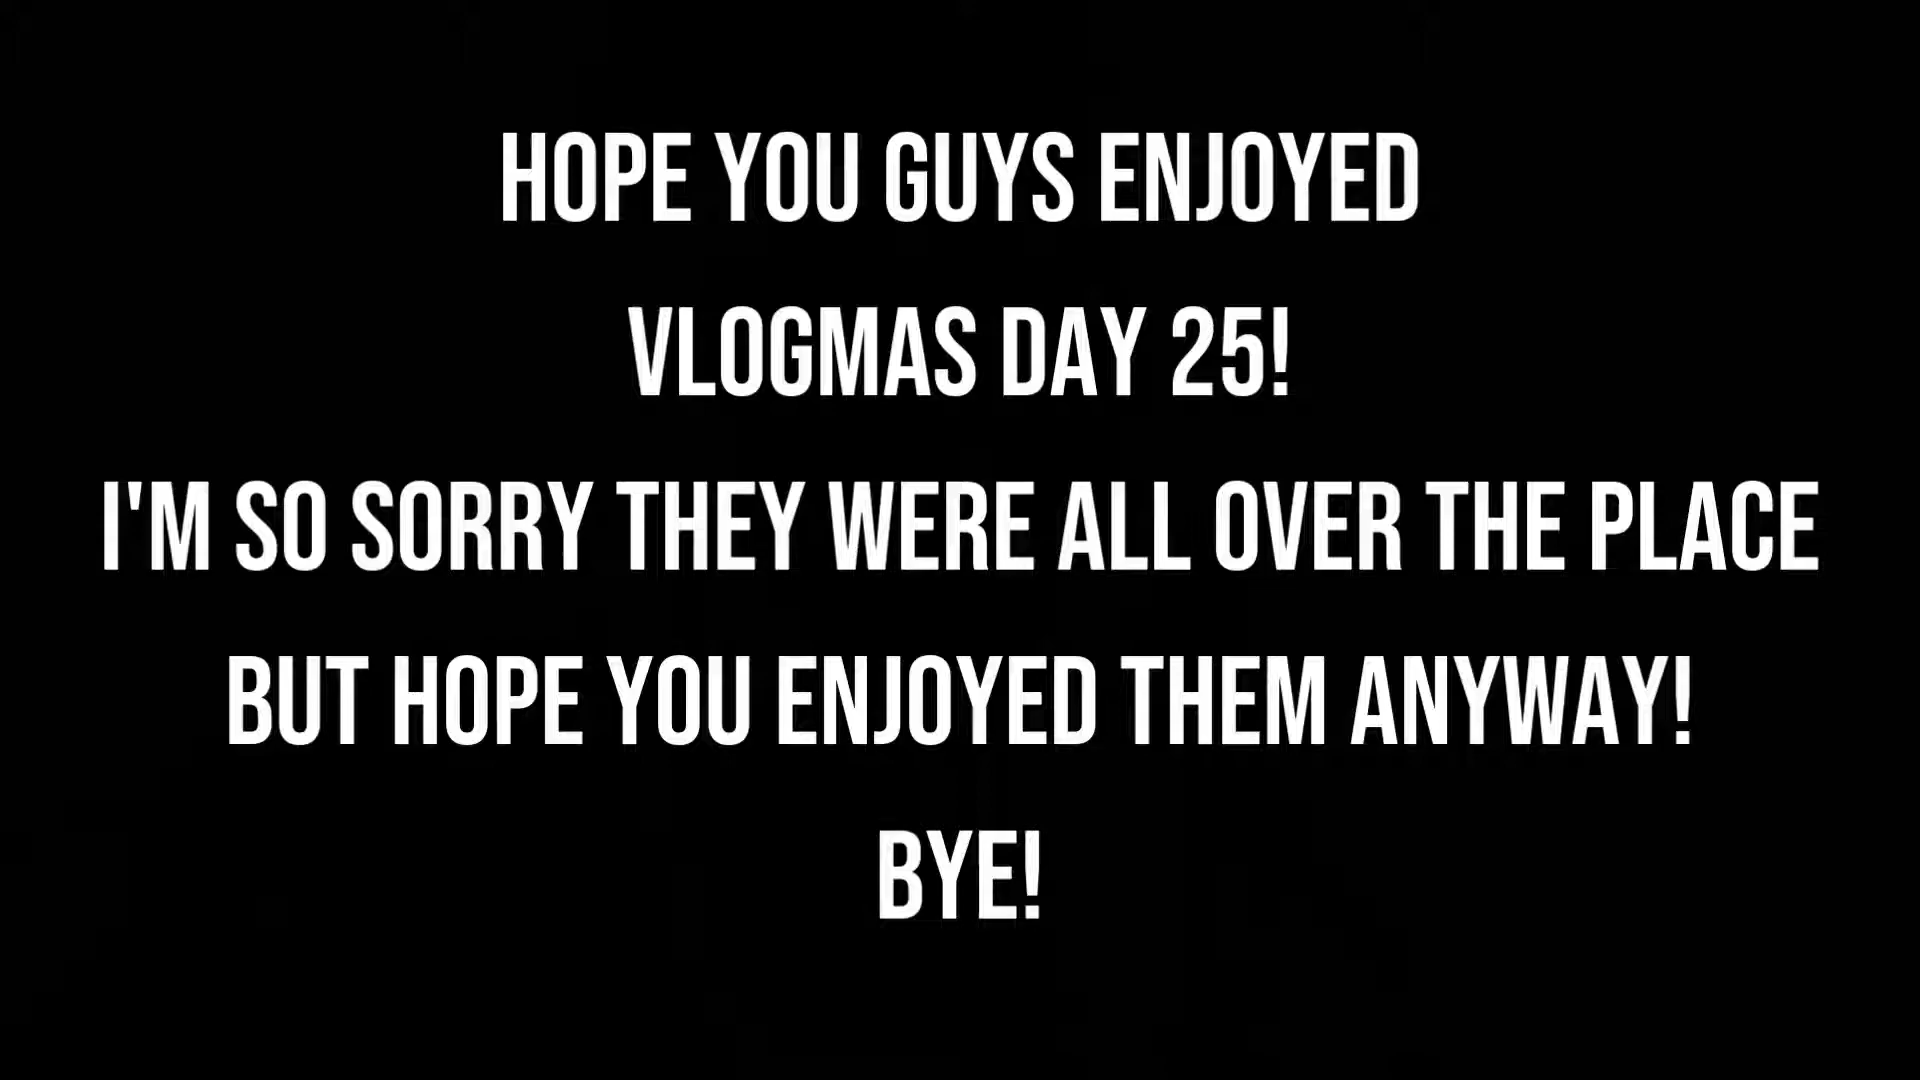 HOPE YOU GUYS ENJOYED
VLOGMAS DAY 25!
I'M SO SORRY THEY WERE ALL OVER THE PLACE
BUT HOPE YOU ENJOYED THEM ANYWAY!
BYE!